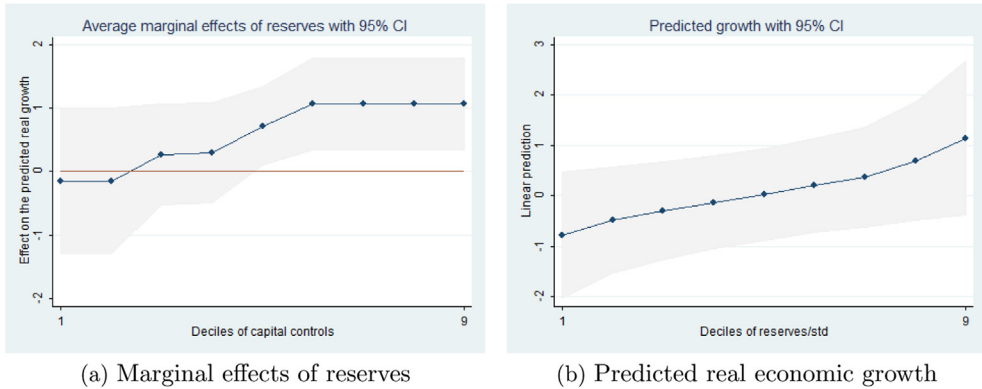 Average marginal effects of reserves with 95% CI
Effect on the predicted real growth
2
1
0
-1
-2
1
9
Deciles of capital controls
(a) Marginal effects of reserves
Predicted growth with 95% CI
Linear prediction
3
2
1
0
-1
-2
1
9
Deciles of reserves/std
(b) Predicted real economic growth